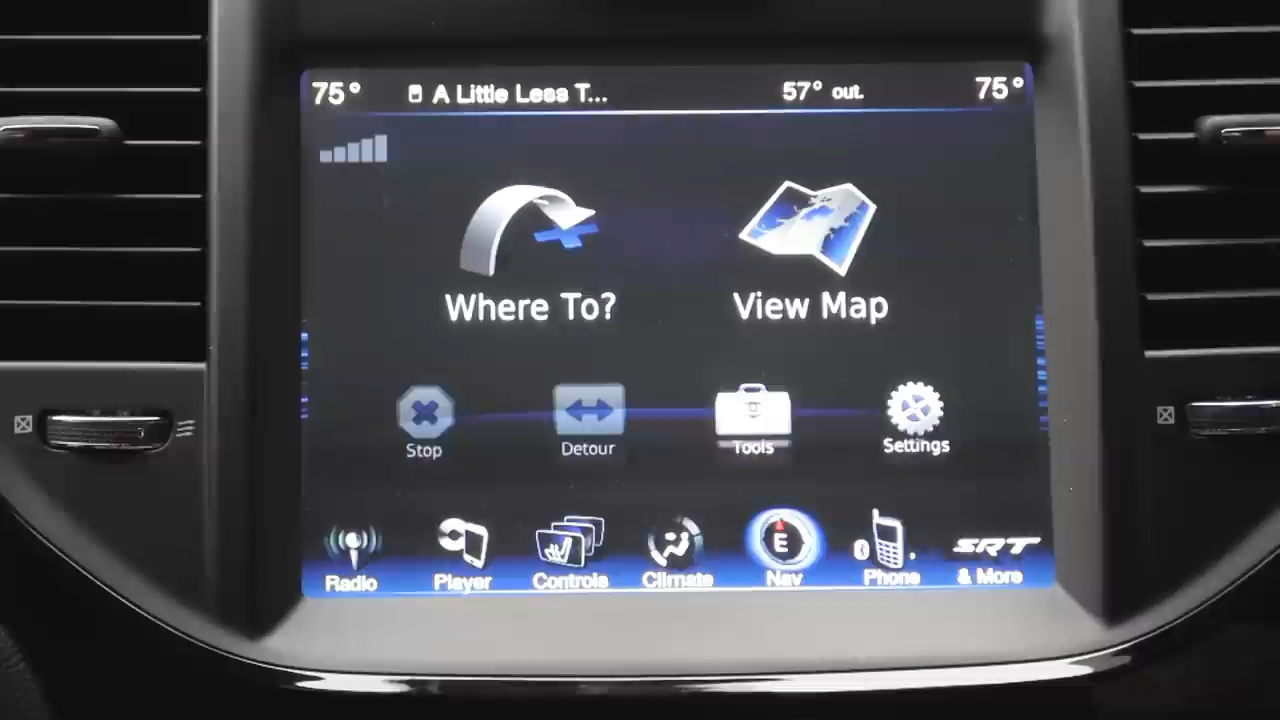 75° A Little Less T... 57° out. 75°
Where To? View Map
Stop Detour Tools Settings
E
Radio Player Controls Climate Nav Phone SRT & More